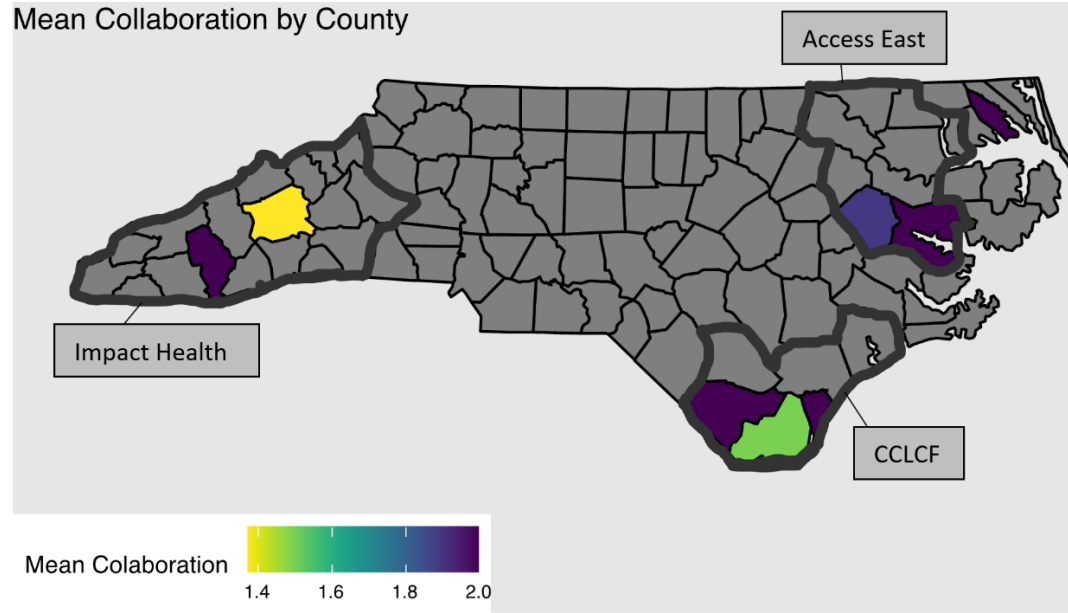 Mean Collaboration by County
Access East
Impact Health
CCLCF
Mean Colaboration
1.4 1.6 1.8 2.0